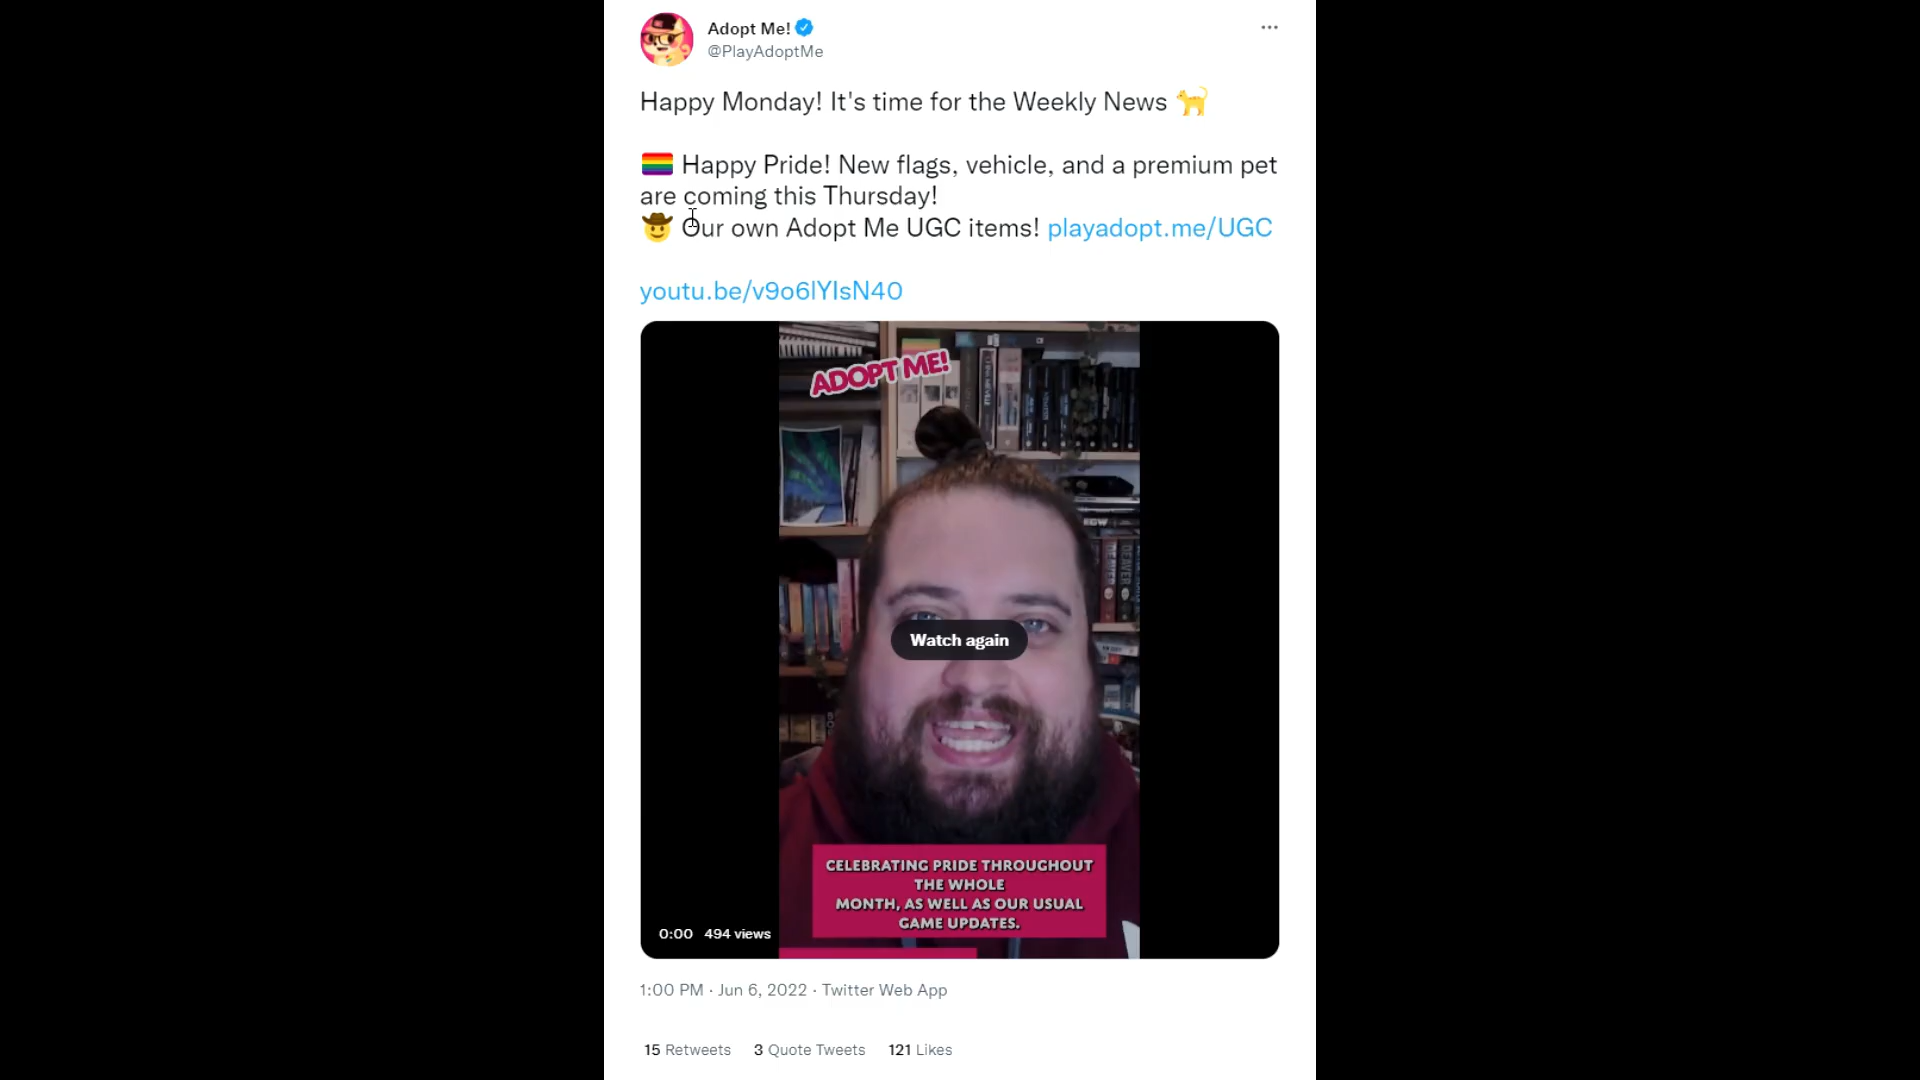 Adopt Me!
@PlayAdoptMe
Happy Monday! It's time for the Weekly News 🐈
🏳️‍🌈 Happy Pride! New flags, vehicle, and a premium pet
are coming this Thursday!
🤠 Our own Adopt Me UGC items! playadopt.me/UGC
youtu.be/v9o6lYIsN40
ADOPT ME!
DEAVER
DEAVER
Watch again
CELEBRATING PRIDE THROUGHOUT
THE WHOLE
MONTH, AS WELL AS OUR USUAL
GAME UPDATES.
0:00 494 views
1:00 PM · Jun 6, 2022 · Twitter Web App
15 Retweets 3 Quote Tweets 121 Likes